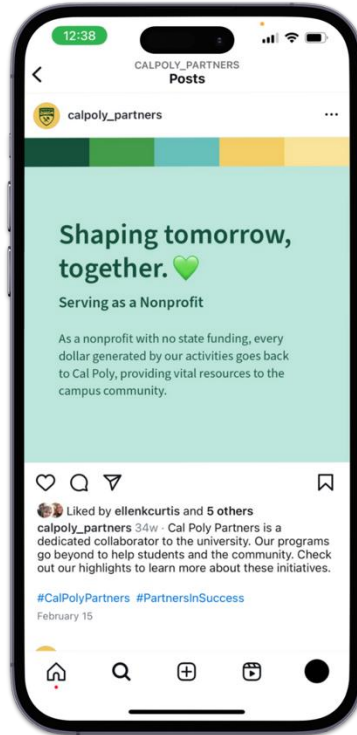 12:38
CALPOLY_PARTNERS
Posts
calpoly_partners
Shaping tomorrow,
together. 💚
Serving as a Nonprofit
As a nonprofit with no state funding, every
dollar generated by our activities goes back
to Cal Poly, providing vital resources to the
campus community.
Liked by ellenkcurtis and 5 others
calpoly_partners 34w · Cal Poly Partners is a
dedicated collaborator to the university. Our programs
go beyond to help students and the community. Check
out our highlights to learn more about these initiatives.
#CalPolyPartners #PartnersInSuccess
February 15